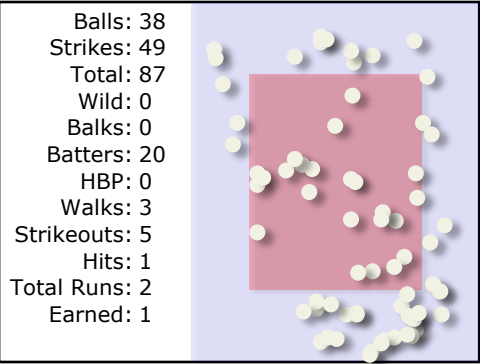 Balls: 38
Strikes: 49
Total: 87
Wild: 0
Balks: 0
Batters: 20
HBP: 0
Walks: 3
Strikeouts: 5
Hits: 1
Total Runs: 2
Earned: 1